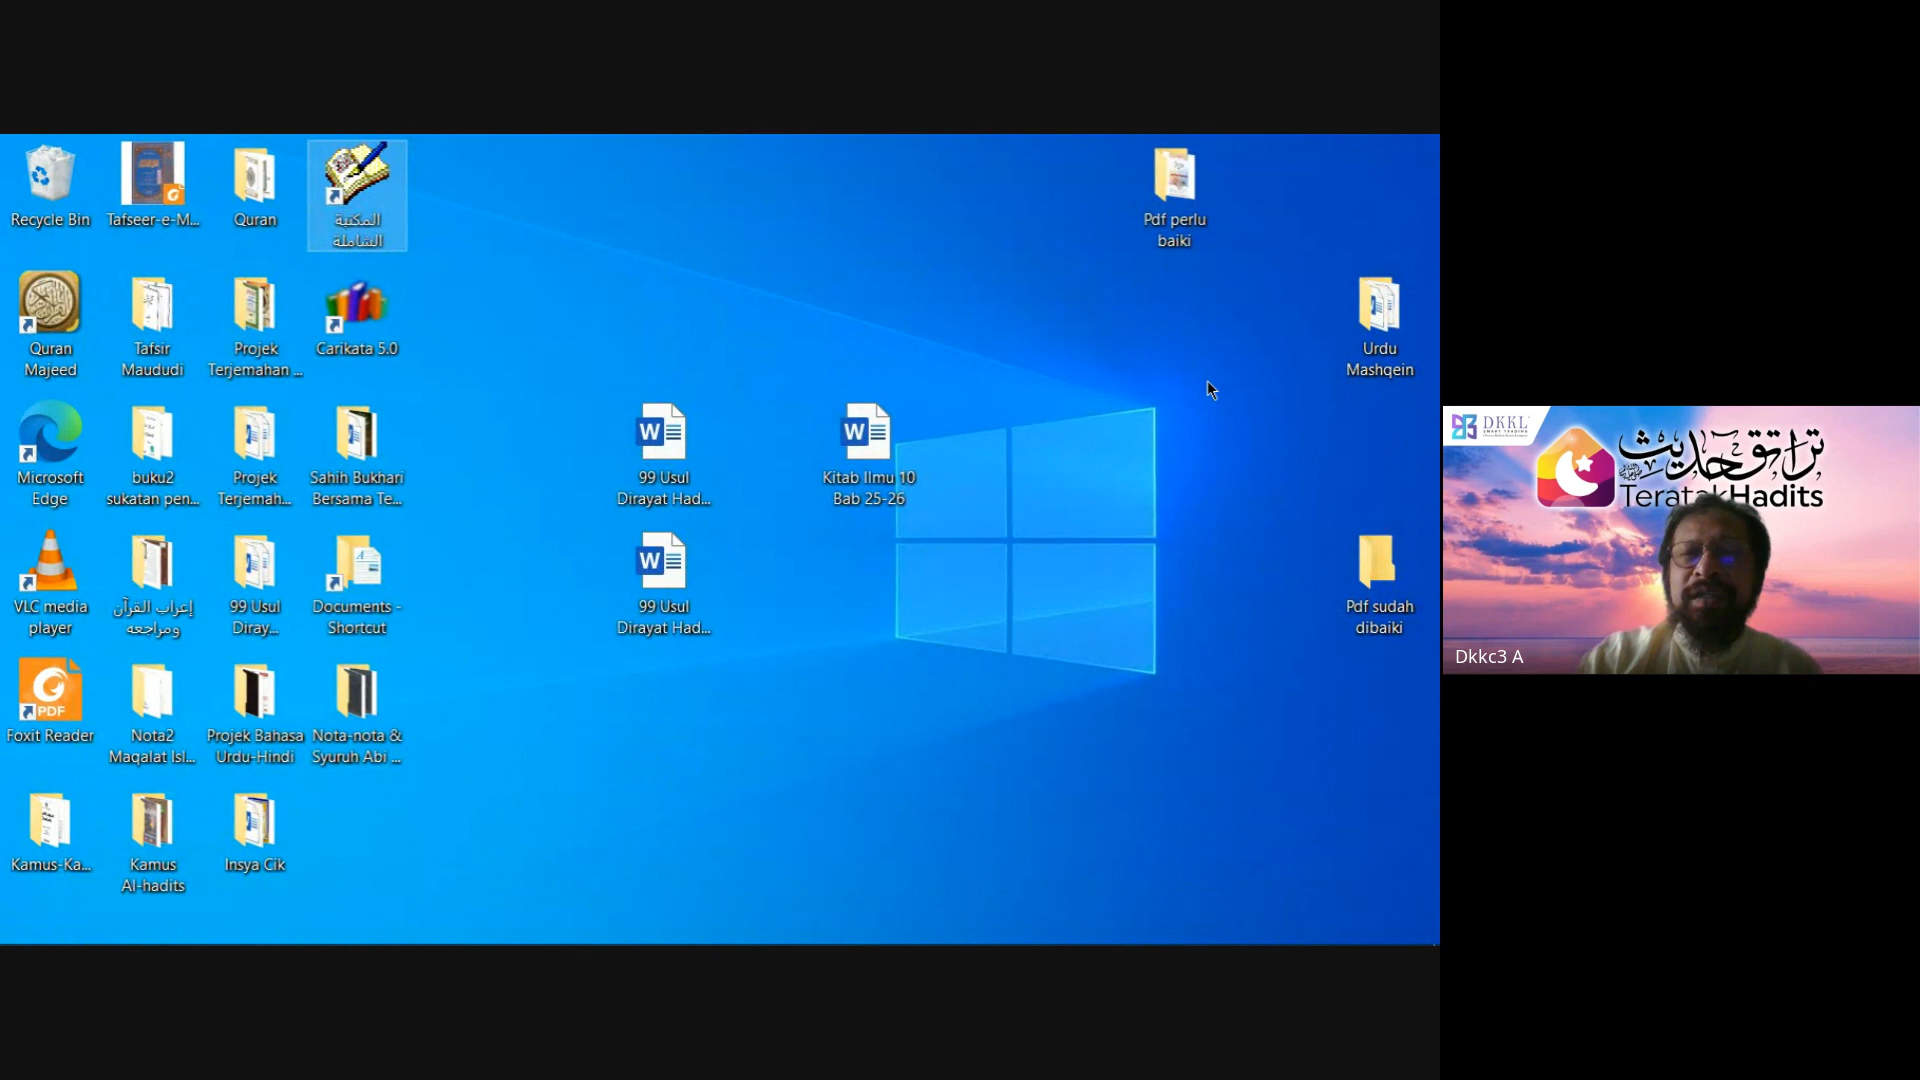 Recycle Bin
Tafseer-e-M...
Quran
المكتبة
الشاملة
Pdf perlu
baiki
Quran
Majeed
Tafsir
Maududi
Projek
Terjemahan ...
Carikata 5.0
Urdu
Mashqein
Microsoft
Edge
buku2
sukatan pen...
Projek
Terjemah...
Sahih Bukhari
Bersama Te...
99 Usul
Dirayat Had...
Kitab Ilmu 10
Bab 25-26
VLC media
player
إعراب القرآن
ومراجعه
99 Usul
Diray...
Documents -
Shortcut
99 Usul
Dirayat Had...
Pdf sudah
dibaiki
PDF
Foxit Reader
Nota2
Maqalat Isl...
Projek Bahasa
Urdu-Hindi
Nota-nota &
Syuruh Abi ...
Kamus-Ka...
Kamus
Al-hadits
Insya Cik
DKKL
تراتق حديث
TeratakHadits
Dkkc3 A